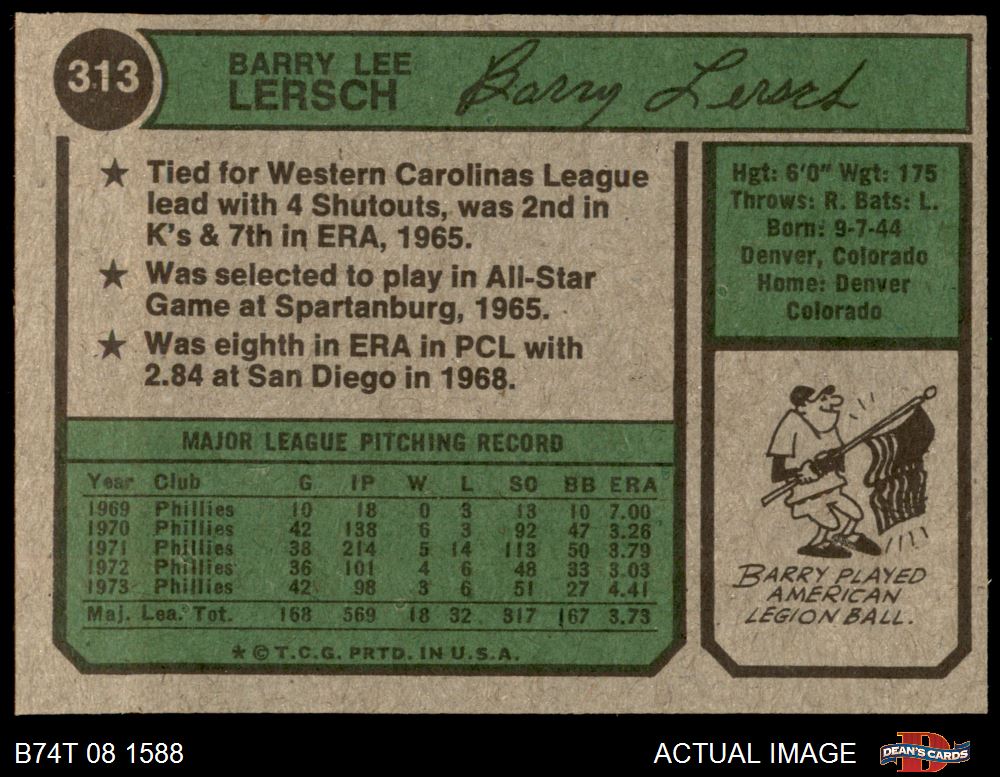 313
BARRY LEE
LERSCH
Barry Lersch
★ Tied for Western Carolinas League
lead with 4 Shutouts, was 2nd in
K's & 7th in ERA, 1965.
★ Was selected to play in All-Star
Game at Spartanburg, 1965.
★ Was eighth in ERA in PCL with
2.84 at San Diego in 1968.
MAJOR LEAGUE PITCHING RECORD
Year Club G IP W L SO BB ERA
1969 Phillies 10 18 0 3 13 10 7.00
1970 Phillies 42 138 6 3 92 47 3.26
1971 Phillies 38 214 5 14 113 50 3.79
1972 Phillies 36 101 4 6 48 33 3.03
1973 Phillies 42 98 3 6 51 27 4.41
Maj. Lea. Tot. 168 569 18 32 317 167 3.73
* © T.C.G. PRTD. IN U.S.A.
Hgt: 6'0" Wgt: 175
Throws: R. Bats: L.
Born: 9-7-44
Denver, Colorado
Home: Denver
Colorado
BARRY PLAYED
AMERICAN
LEGION BALL.
B74T 08 1588
ACTUAL IMAGE
DEAN'S CARDS